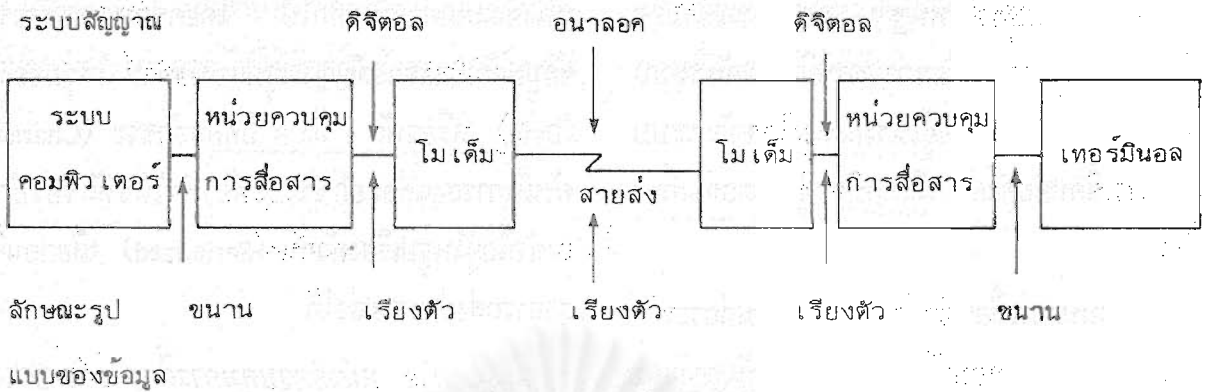 ระบบสัญญาณ ดิจิตอล อนาลอค ดิจิตอล
ระบบ
คอมพิวเตอร์
หน่วยควบคุม
การสื่อสาร
โมเด็ม
สายส่ง
โมเด็ม
หน่วยควบคุม
การสื่อสาร
เทอร์มินอล
ลักษณะรูป ขนาน เรียงตัว เรียงตัว เรียงตัว ขนาน
แบบของข้อมูล